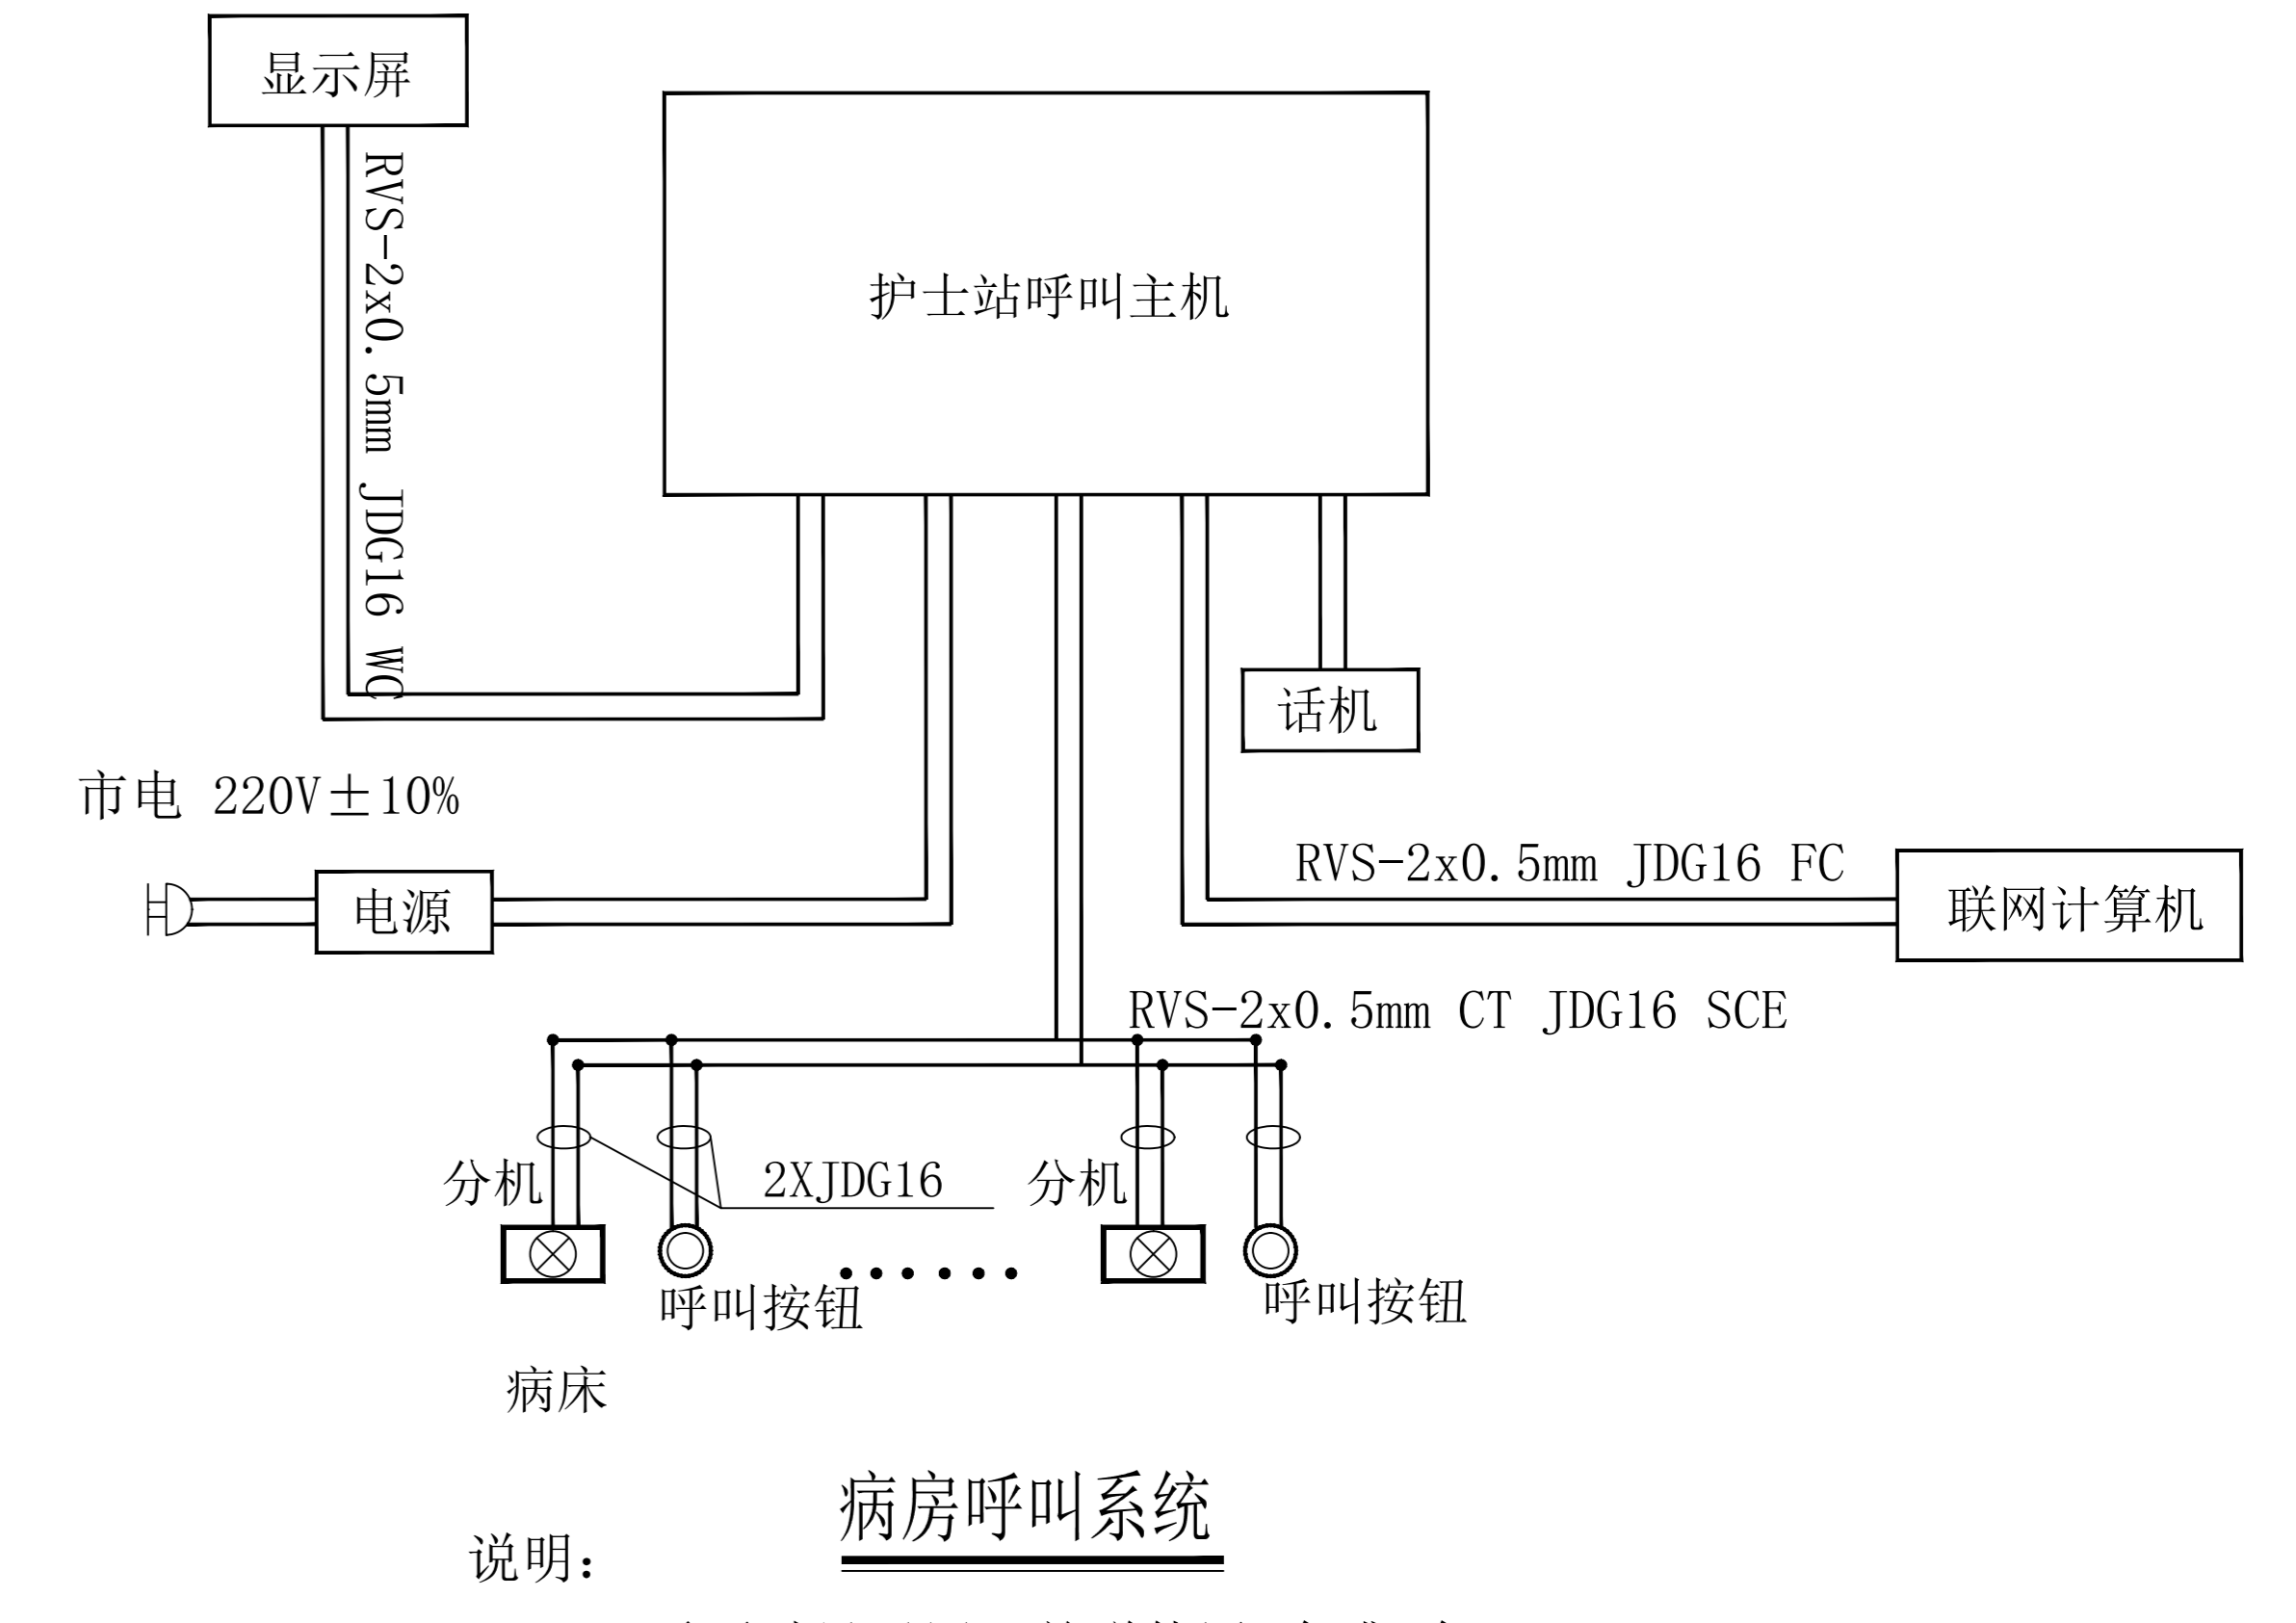 显示屏
RVS-2x0.5mm JDG16 WC
护士站呼叫主机
话机
市电 220V±10%
电源
RVS-2x0.5mm JDG16 FC
联网计算机
RVS-2x0.5mm CT JDG16 SCE
分机
2XJDG16
分机
呼叫按钮
呼叫按钮
病床
病房呼叫系统
说明: